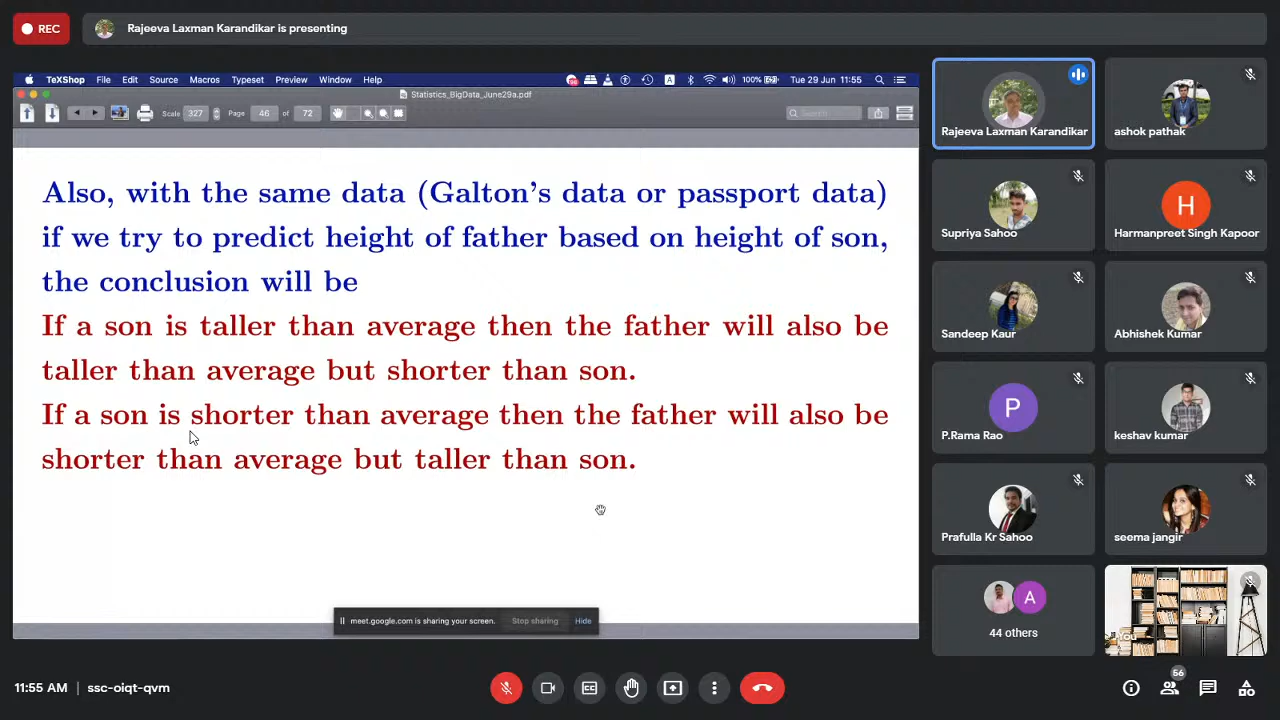 REC
Rajeeva Laxman Karandikar is presenting
TeXShop File Edit Source Macros Typeset Preview Window Help
A 100% Tue 29 Jun 11:55
Statistics_BigData_June29a.pdf
Scale 327 Page 46 of 72
Search
Also, with the same data (Galton's data or passport data)
if we try to predict height of father based on height of son,
the conclusion will be
If a son is taller than average then the father will also be
taller than average but shorter than son.
If a son is shorter than average then the father will also be
shorter than average but taller than son.
meet.google.com is sharing your screen. Stop sharing Hide
Rajeeva Laxman Karandikar
ashok pathak
Supriya Sahoo
H
Harmanpreet Singh Kapoor
Sandeep Kaur
Abhishek Kumar
P
P.Rama Rao
keshav kumar
Prafulla Kr Sahoo
seema jangir
A
44 others
You
11:55 AM | ssc-oiqt-qvm
56